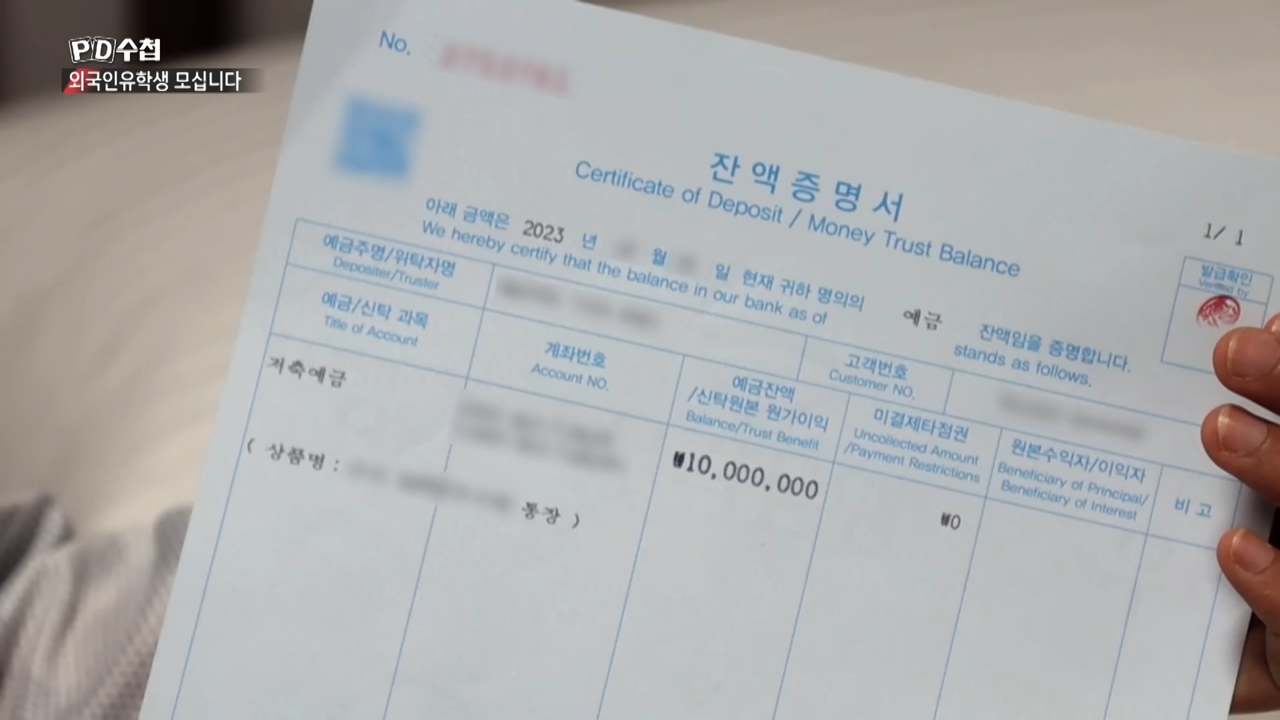 PD수첩
외국인유학생 모십니다
No.
잔액증명서
Certificate of Deposit / Money Trust Balance
1/ 1
아래 금액은 2023 년 월 일 현재 귀하 명의의 예금 잔액임을 증명합니다.
We hereby certify that the balance in our bank as of stands as follows.
발급확인
Verified by
예금주명/위탁자명
Depositer/Truster
고객번호
Customer NO.
예금/신탁 과목
Title of Account
계좌번호
Account NO.
예금잔액
/신탁원본 원가이익
Balance/Trust Benefit
미결제타점권
Uncollected Amount
/Payment Restrictions
원본수익자/이익자
Beneficiary of Principal/
Beneficiary of Interest
비 고
저축예금
₩10,000,000
₩0
( 상품명 : 통장 )